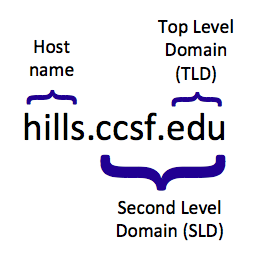 Host
name
Top Level
Domain
(TLD)
hills.ccsf.edu
Second Level
Domain (SLD)